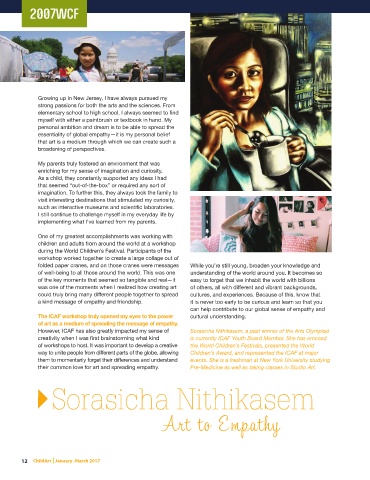 2007WCF
Growing up in New Jersey, I have always pursued my
strong passions for both the arts and the sciences. From
elementary school to high school, I always seemed to find
myself with either a paintbrush or textbook in hand. My
personal ambition and dream is to be able to spread the
essentiality of global empathy—it is my personal belief
that art is a medium through which we can create such a
broadening of perspectives.
My parents truly fostered an environment that was
enriching for my sense of imagination and curiosity.
As a child, they constantly supported any ideas I had
that seemed "out-of-the-box" or required any sort of
imagination. To further this, they always took the family to
visit interesting destinations that stimulated my curiosity,
such as interactive museums and scientific laboratories.
I still continue to challenge myself in my everyday life by
implementing what I've learned from my parents.
One of my greatest accomplishments was working with
children and adults from around the world at a workshop
during the World Children's Festival. Participants of the
workshop worked together to create a large collage out of
folded paper cranes, and on those cranes were messages
of well-being to all those around the world. This was one
of the key moments that seemed so tangible and real—it
was one of the moments when I realized how creating art
could truly bring many different people together to spread
a kind message of empathy and friendship.
The ICAF workshop truly opened my eyes to the power
of art as a medium of spreading the message of empathy.
However, ICAF has also greatly impacted my sense of
creativity when I was first brainstorming what kind
of workshops to host. It was important to develop a creative
way to unite people from different parts of the globe, allowing
them to momentarily forget their differences and understand
their common love for art and spreading empathy.
While you're still young, broaden your knowledge and
understanding of the world around you. It becomes so
easy to forget that we inhabit the world with billions
of others, all with different and vibrant backgrounds,
cultures, and experiences. Because of this, know that
it is never too early to be curious and learn so that you
can help contribute to our global sense of empathy and
cultural understanding.
Sorasicha Nithikasem, a past winner of the Arts Olympiad
is currently ICAF Youth Board Member. She has emceed
the World Children's Festivals, presented the World
Children's Award, and represented the ICAF at major
events. She is a freshman at New York University studying
Pre-Medicine as well as taking classes in Studio Art.
Sorasicha Nithikasem
Art to Empathy
12 ChildArt | January- March 2017